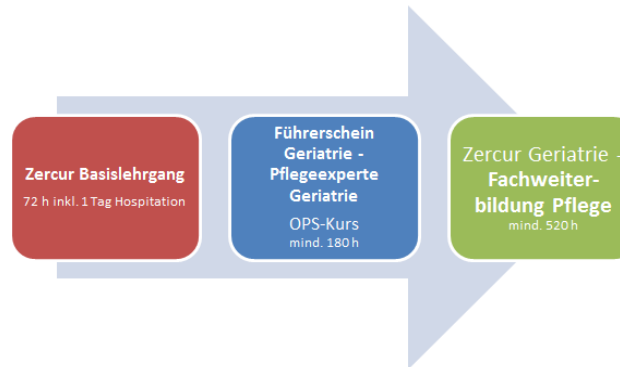 Zercur Basislehrgang
72 h inkl. 1 Tag Hospitation
Führerschein
Geriatrie -
Pflegeexperte
Geriatrie
OPS-Kurs
mind. 180 h
Zercur Geriatrie -
Fachweiter-
bildung Pflege
mind. 520 h